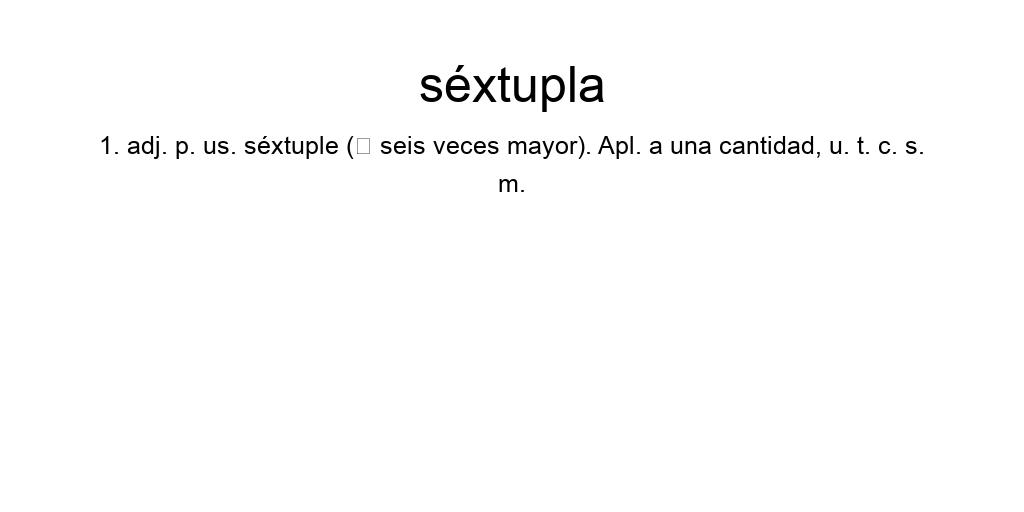 séxtupla
1. adj. p. us. séxtuple (□ seis veces mayor). Apl. a una cantidad, u. t. c. s.
m.